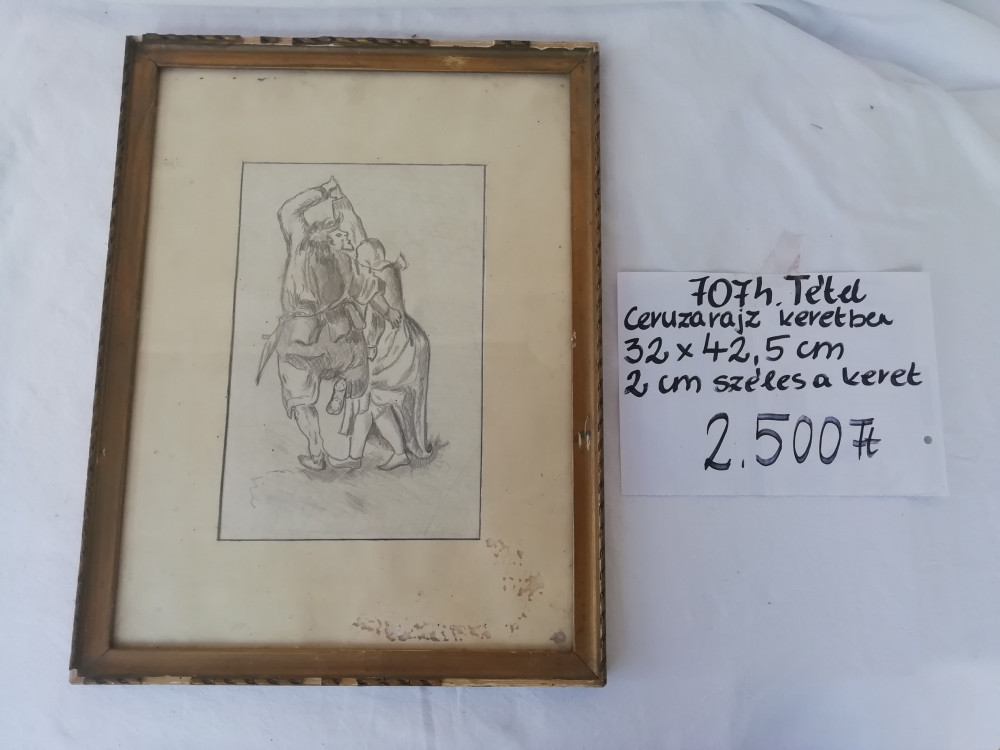 707h. Tétel
Ceruzarajz keretben
32 x 42,5 cm
2 cm széles a keret
2.500 Ft